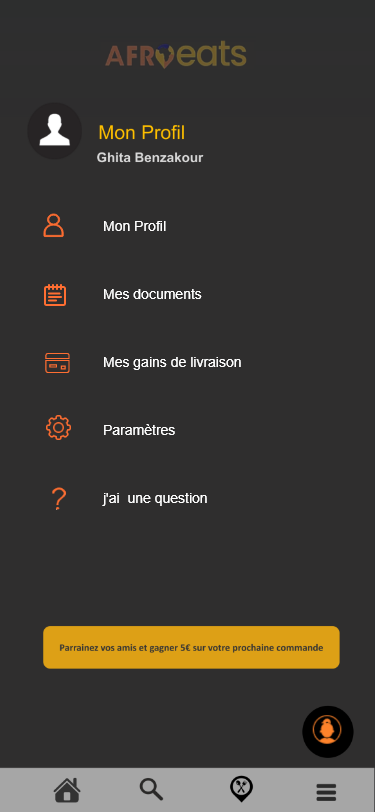 AFROeats
Mon Profil
Ghita Benzakour
Mon Profil
Mes documents
Mes gains de livraison
Paramètres
j'ai  une question
Parrainez vos amis et gagner 5€ sur votre prochaine commande